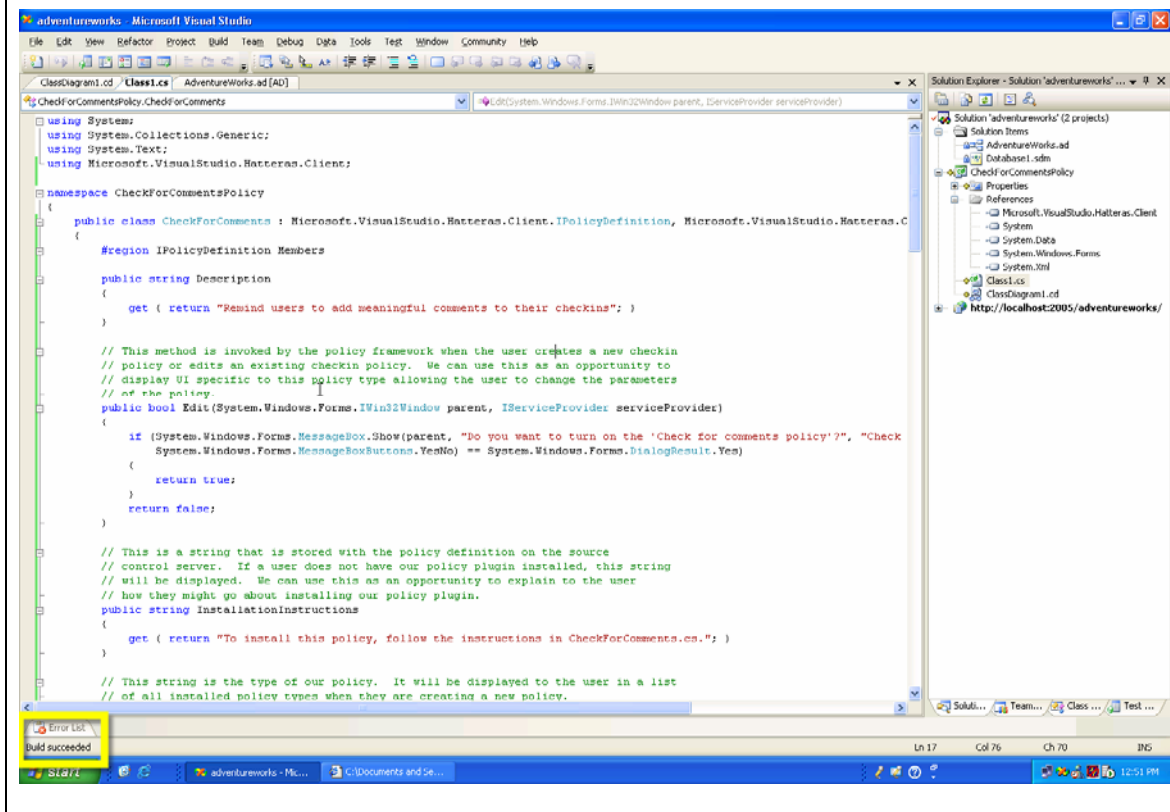 adventureworks - Microsoft Visual Studio
File Edit View Refactor Project Build Team Debug Data Tools Test Window Community Help
ClassDiagram1.cd Class1.cs AdventureWorks.ad [AD]
CheckForCommentsPolicy.CheckForComments
Edit(System.Windows.Forms.IWin32Window parent, IServiceProvider serviceProvider)
using System;
using System.Collections.Generic;
using System.Text;
using Microsoft.VisualStudio.Hatteras.Client;
namespace CheckForCommentsPolicy
{
public class CheckForComments : Microsoft.VisualStudio.Hatteras.Client.IPolicyDefinition, Microsoft.VisualStudio.Hatteras.C
{
#region IPolicyDefinition Members
public string Description
{
get { return "Remind users to add meaningful comments to their checkins"; }
}
// This method is invoked by the policy framework when the user creates a new checkin
// policy or edits an existing checkin policy. We can use this as an opportunity to
// display UI specific to this policy type allowing the user to change the parameters
// of the policy.
public bool Edit(System.Windows.Forms.IWin32Window parent, IServiceProvider serviceProvider)
{
if (System.Windows.Forms.MessageBox.Show(parent, "Do you want to turn on the 'Check for comments policy'?", "Check
System.Windows.Forms.MessageBoxButtons.YesNo) == System.Windows.Forms.DialogResult.Yes)
{
return true;
}
return false;
}
// This is a string that is stored with the policy definition on the source
// control server. If a user does not have our policy plugin installed, this string
// will be displayed. We can use this as an opportunity to explain to the user
// how they might go about installing our policy plugin.
public string InstallationInstructions
{
get { return "To install this policy, follow the instructions in CheckForComments.cs."; }
}
// This string is the type of our policy. It will be displayed to the user in a list
// of all installed policy types when they are creating a new policy.
Solution Explorer - Solution 'adventureworks' ...
Solution 'adventureworks' (2 projects)
Solution Items
AdventureWorks.ad
Database1.sdm
CheckForCommentsPolicy
Properties
References
Microsoft.VisualStudio.Hatteras.Client
System
System.Data
System.Windows.Forms
System.Xml
Class1.cs
ClassDiagram1.cd
http://localhost:2005/adventureworks/
Soluti... Team... Class ... Test ...
Error List
Build succeeded
Ln 17 Col 76 Ch 70 INS
start
adventureworks - Mic...
C:\Documents and Se...
12:51 PM